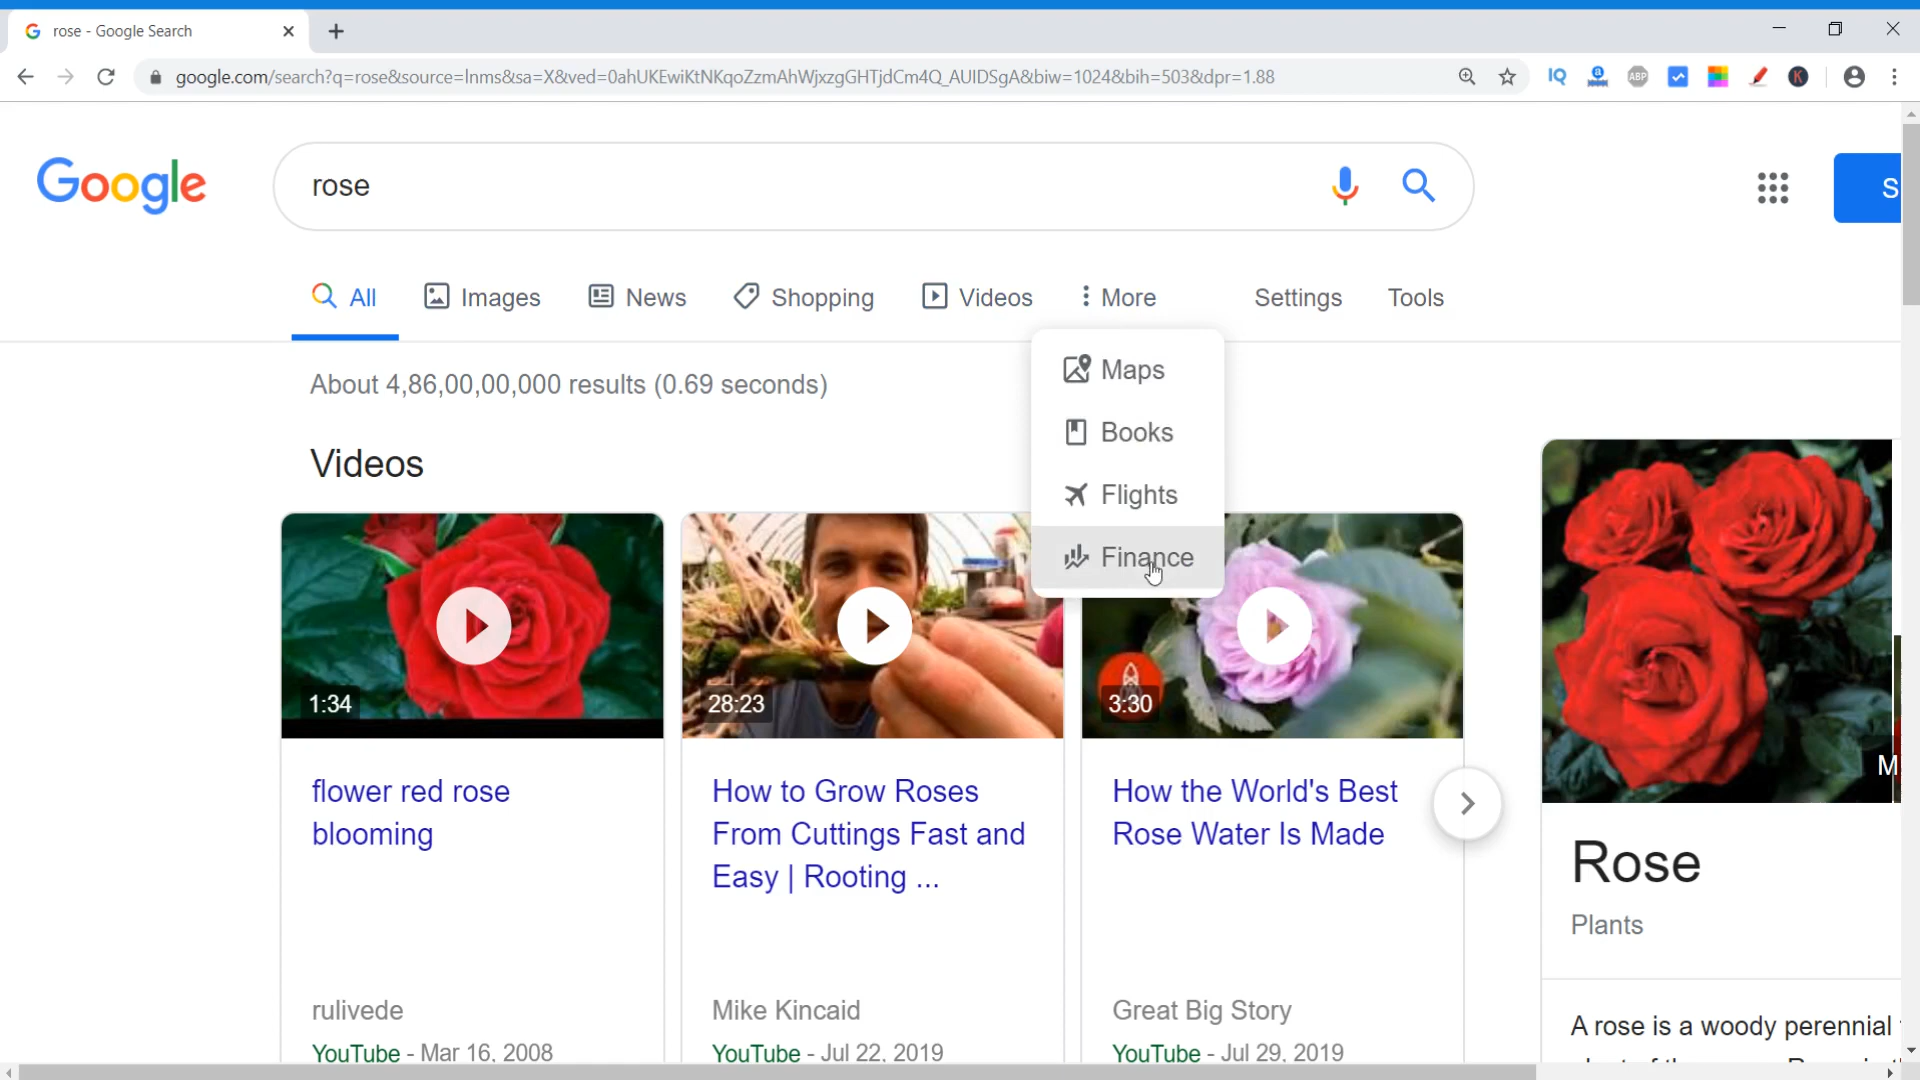 rose - Google Search
google.com/search?q=rose&source=lnms&sa=X&ved=0ahUKEwiKtNKqoZzmAhWjxzgGHTjdCm4Q_AUIDSgA&biw=1024&bih=503&dpr=1.88
IQ
a
ABP
K
Google
rose
S
All
Images
News
Shopping
Videos
More
Settings
Tools
Maps
Books
Flights
Finance
About 4,86,00,00,000 results (0.69 seconds)
Videos
1:34
28:23
3:30
flower red rose
blooming
How to Grow Roses
From Cuttings Fast and
Easy | Rooting ...
How the World's Best
Rose Water Is Made
rulivede
YouTube - Mar 16, 2008
Mike Kincaid
YouTube - Jul 22, 2019
Great Big Story
YouTube - Jul 29, 2019
M
Rose
Plants
A rose is a woody perennial